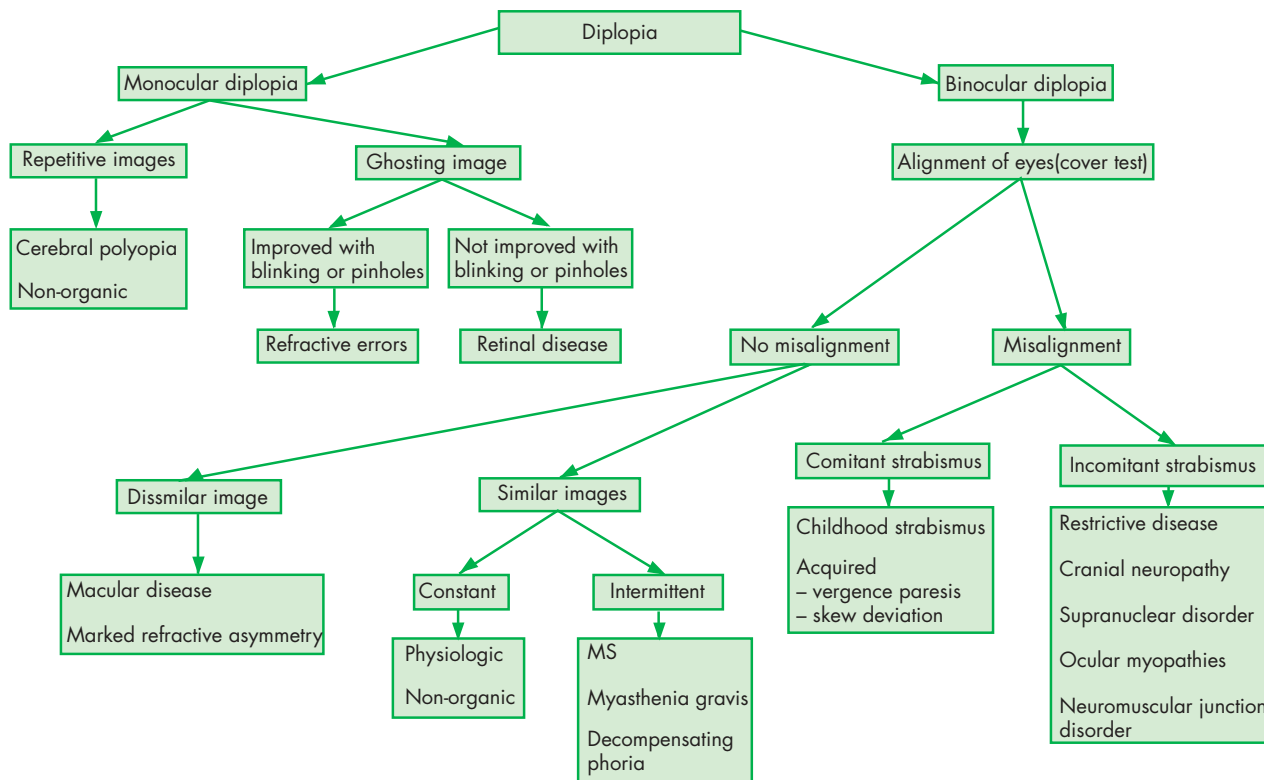 Diplopia
Monocular diplopia
Binocular diplopia
Repetitive images
Ghosting image
Alignment of eyes(cover test)
Cerebral polyopia
Non-organic
Improved with
blinking or pinholes
Not improved with
blinking or pinholes
Refractive errors
Retinal disease
No misalignment
Misalignment
Dissmilar image
Similar images
Comitant strabismus
Incomitant strabismus
Macular disease
Marked refractive asymmetry
Constant
Intermittent
Childhood strabismus
Acquired
– vergence paresis
– skew deviation
Restrictive disease
Cranial neuropathy
Supranuclear disorder
Ocular myopathies
Neuromuscular junction
disorder
Physiologic
Non-organic
MS
Myasthenia gravis
Decompensating
phoria